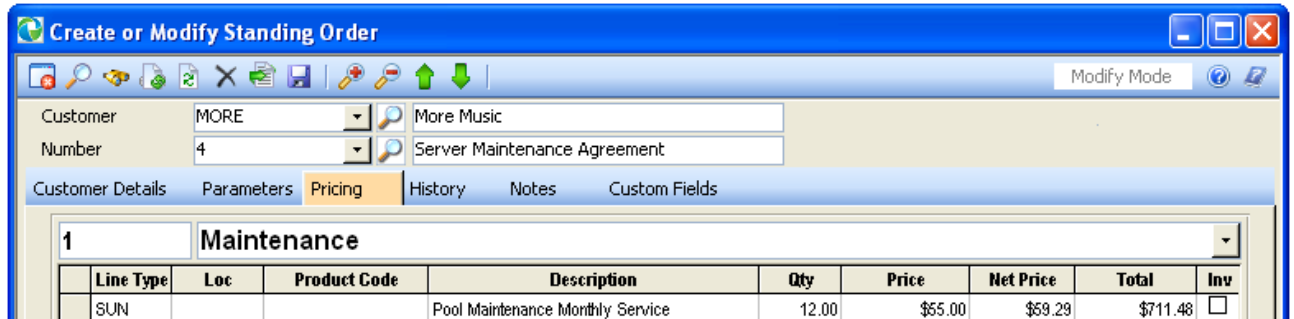 Create or Modify Standing Order
Modify Mode
Customer MORE More Music
Number 4 Server Maintenance Agreement
Customer Details Parameters Pricing History Notes Custom Fields
1 Maintenance
Line Type Loc Product Code Description Qty Price Net Price Total Inv
SUN Pool Maintenance Monthly Service 12.00 $55.00 $59.29 $711.48